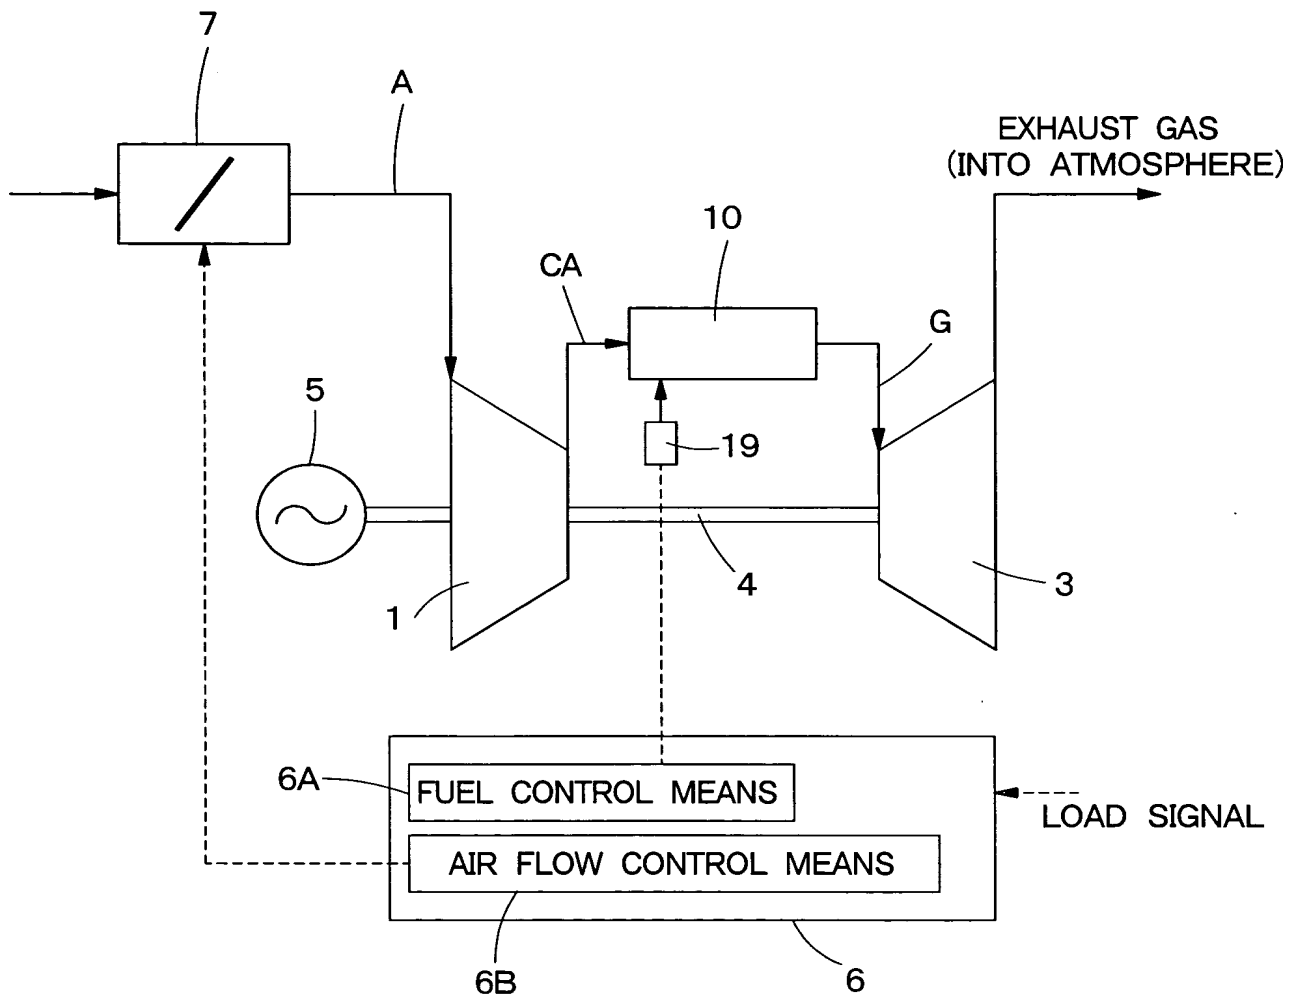 7
A
EXHAUST GAS
(INTO ATMOSPHERE)
10
CA
G
5
19
4
3
1
6A
FUEL CONTROL MEANS
LOAD SIGNAL
AIR FLOW CONTROL MEANS
6B
6